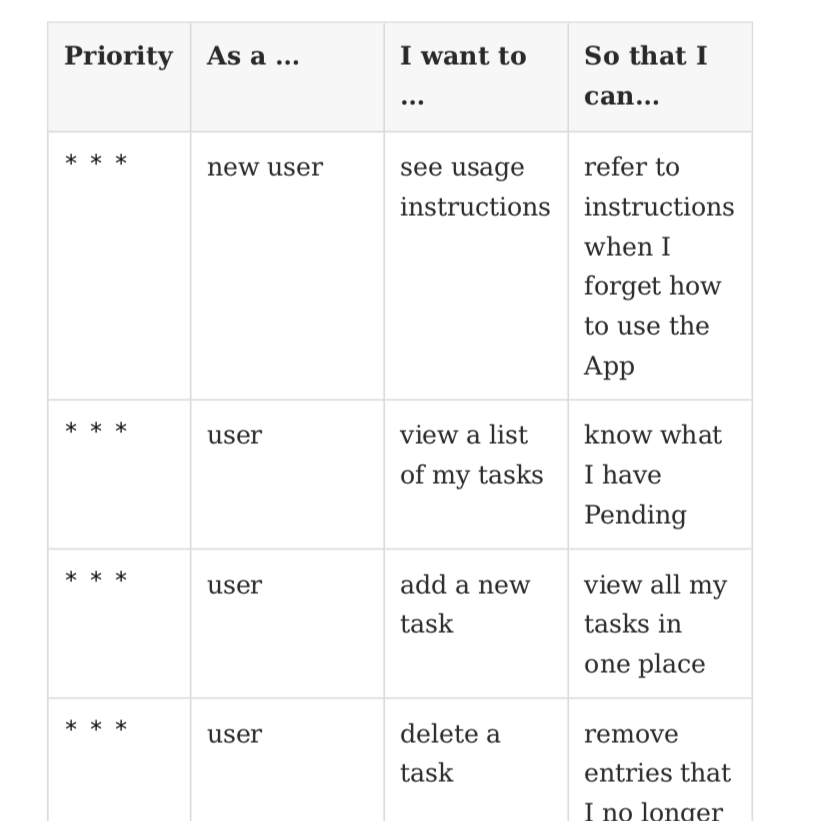 Priority As a ... I want to ... So that I can...
* * * new user see usage instructions refer to instructions when I forget how to use the App
* * * user view a list of my tasks know what I have Pending
* * * user add a new task view all my tasks in one place
* * * user delete a task remove entries that I no longer